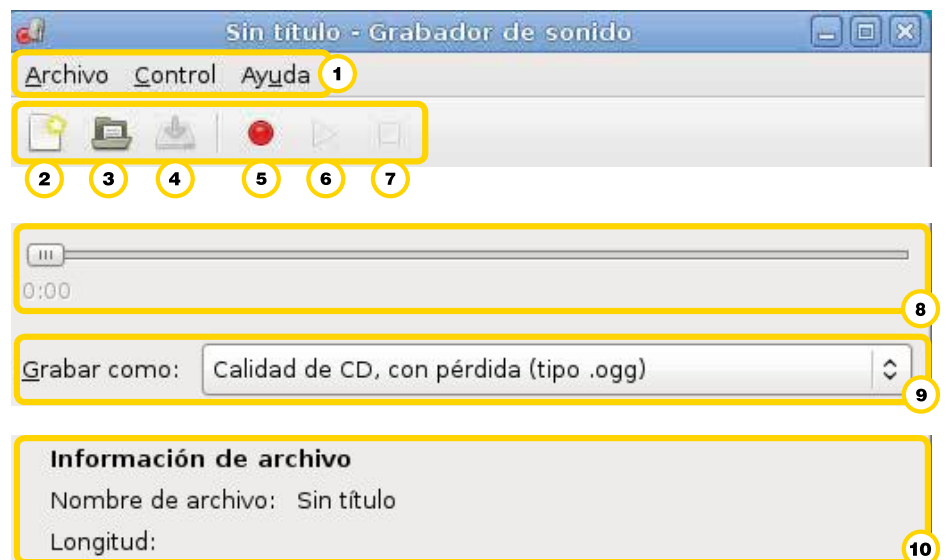 Sin título - Grabador de sonido
Archivo Control Ayuda 1
2 3 4 5 6 7
0:00
8
Grabar como: Calidad de CD, con pérdida (tipo .ogg)
9
Información de archivo
Nombre de archivo: Sin título
Longitud:
10